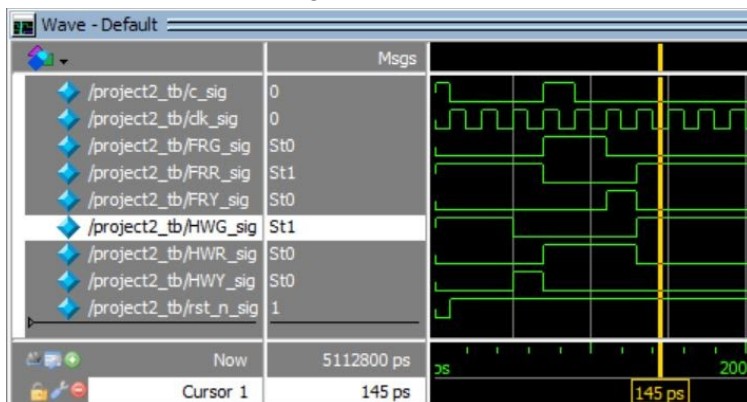 Wave - Default
Msgs
/project2_tb/c_sig 0
/project2_tb/clk_sig 0
/project2_tb/FRG_sig St0
/project2_tb/FRR_sig St1
/project2_tb/FRY_sig St0
/project2_tb/HWG_sig St1
/project2_tb/HWR_sig St0
/project2_tb/HWY_sig St0
/project2_tb/rst_n_sig 1
Now 5112800 ps ps 200
Cursor 1 145 ps 145 ps